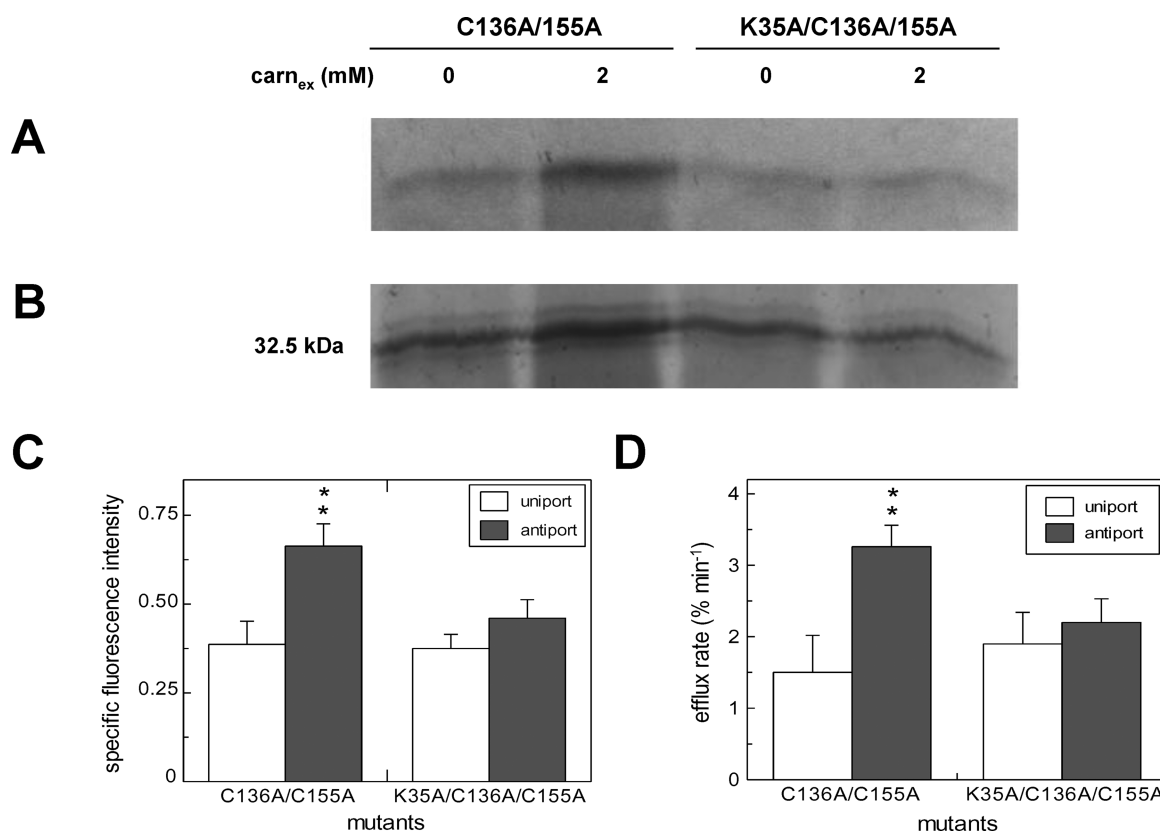 C136A/155A K35A/C136A/155A
carnex (mM) 0 2 0 2
A
B
32.5 kDa
C
specific fluorescence intensity
0.75
0.50
0.25
0
**
uniport
antiport
C136A/C155A K35A/C136A/C155A
mutants
D
efflux rate (% min-1)
4
3
2
1
0
**
uniport
antiport
C136A/C155A K35A/C136A/C155A
mutants